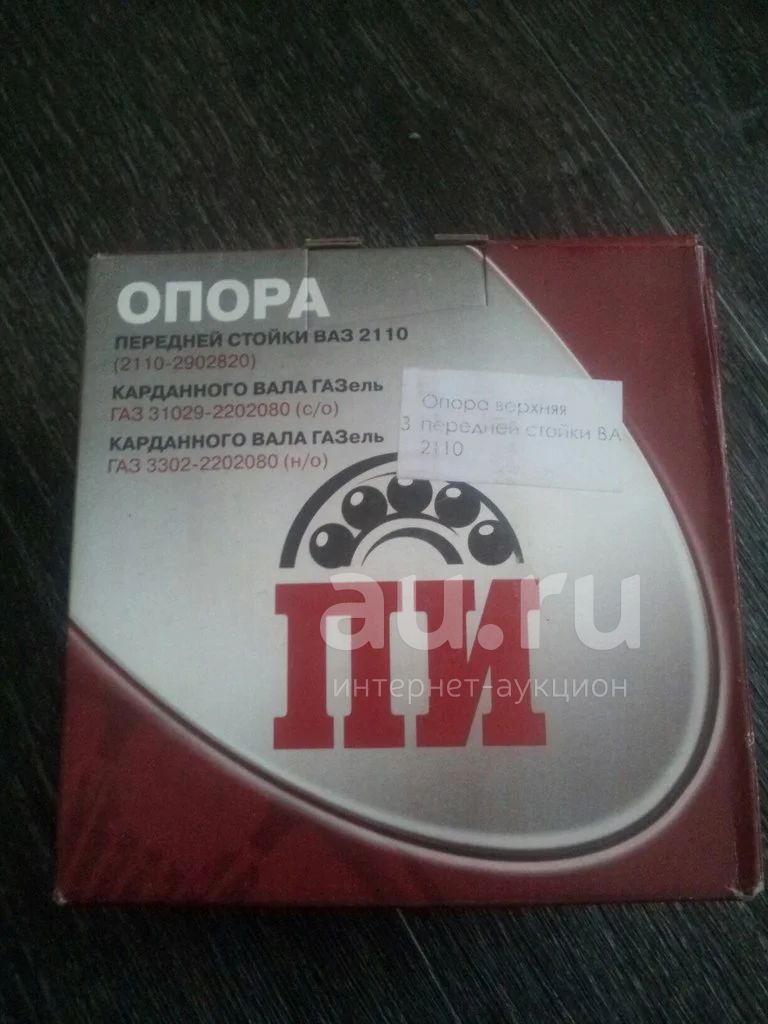 ОПОРА
ПЕРЕДНЕЙ СТОЙКИ ВАЗ 2110
(2110-2902820)
КАРДАННОГО ВАЛА ГАЗель
ГАЗ 31029-2202080 (с/о)
КАРДАННОГО ВАЛА ГАЗель
ГАЗ 3302-2202080 (н/о)
Опора верхняя
З передней стойки ВА
2110
ПИ
au.ru
интернет-аукцион